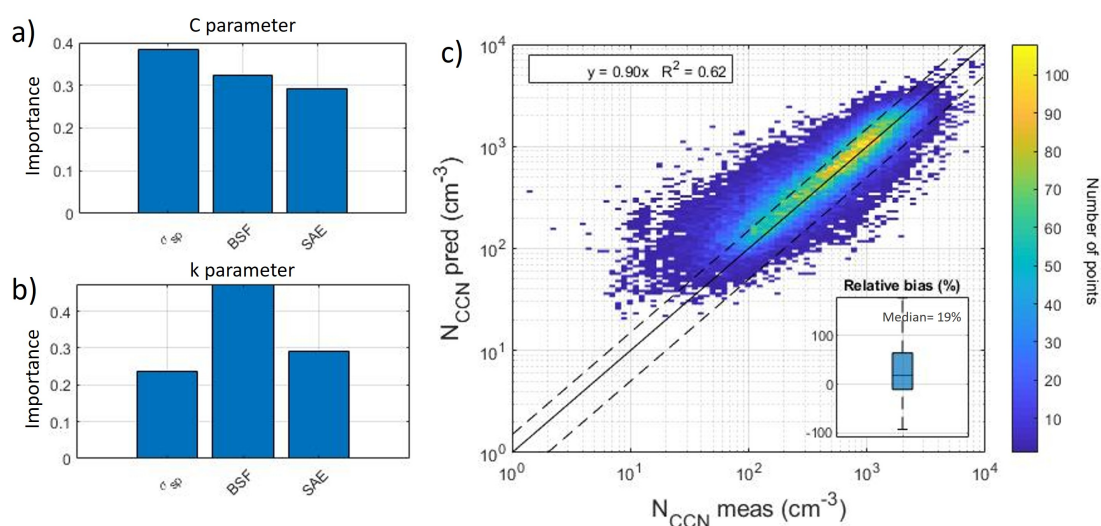 a)
C parameter
Importance
0.4
0.3
0.2
0.1
0
σsp
BSF
SAE
b)
k parameter
Importance
0.4
0.3
0.2
0.1
0
σsp
BSF
SAE
c)
y = 0.90x R² = 0.62
N_CCN pred (cm⁻³)
10⁴
10³
10²
10¹
10⁰
10⁰ 10¹ 10² 10³ 10⁴
N_CCN meas (cm⁻³)
Relative bias (%)
Median= 19%
100
0
-100
100
90
80
70
60
50
40
30
20
10
Number of points